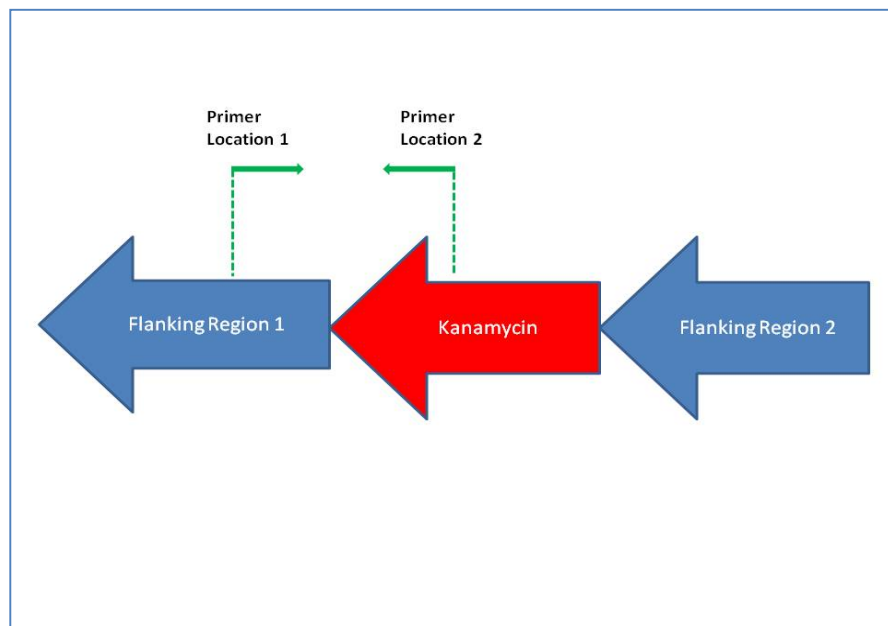 Primer
Location 1
Primer
Location 2
Flanking Region 1
Kanamycin
Flanking Region 2